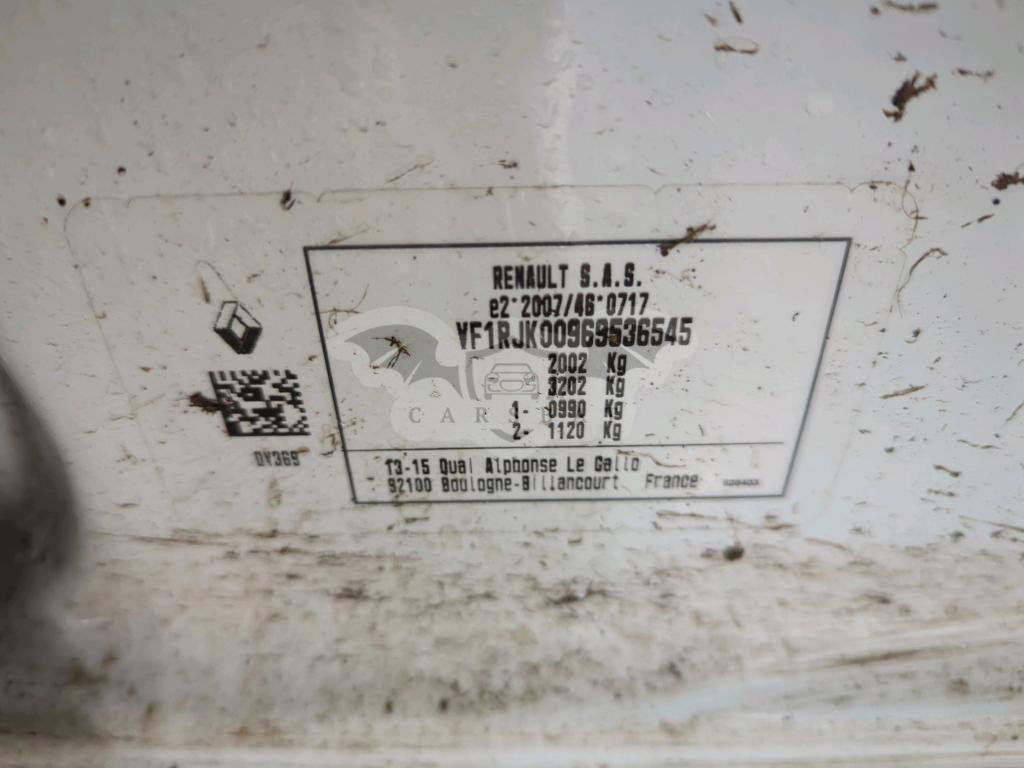 RENAULT S.A.S.
e2*2007/46*0717
VF1RJK00969536545
2002 Kg
3202 Kg
1- 0990 Kg
2- 1120 Kg
13-15 Quai Alphonse Le Gallo
92100 Boulogne-Billancourt France